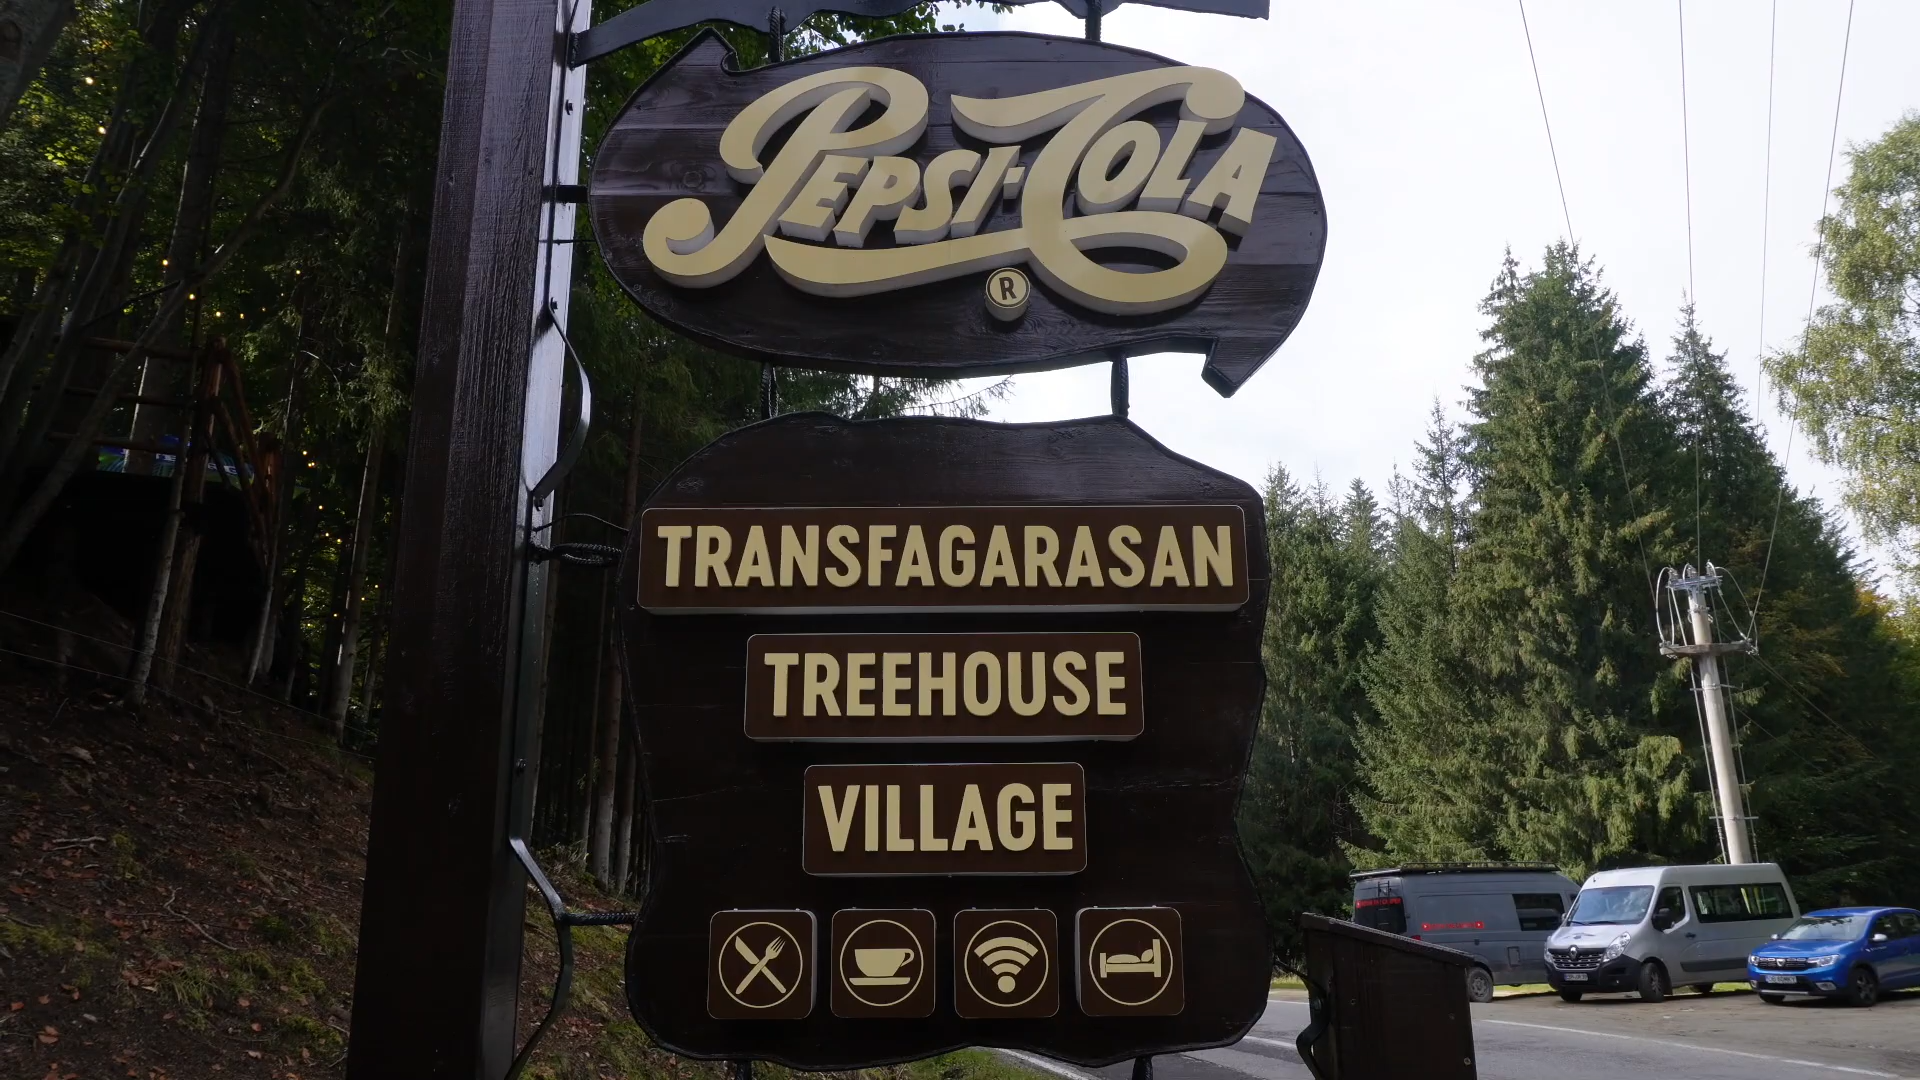 PEPSI-COLA
®
TRANSFAGARASAN
TREEHOUSE
VILLAGE